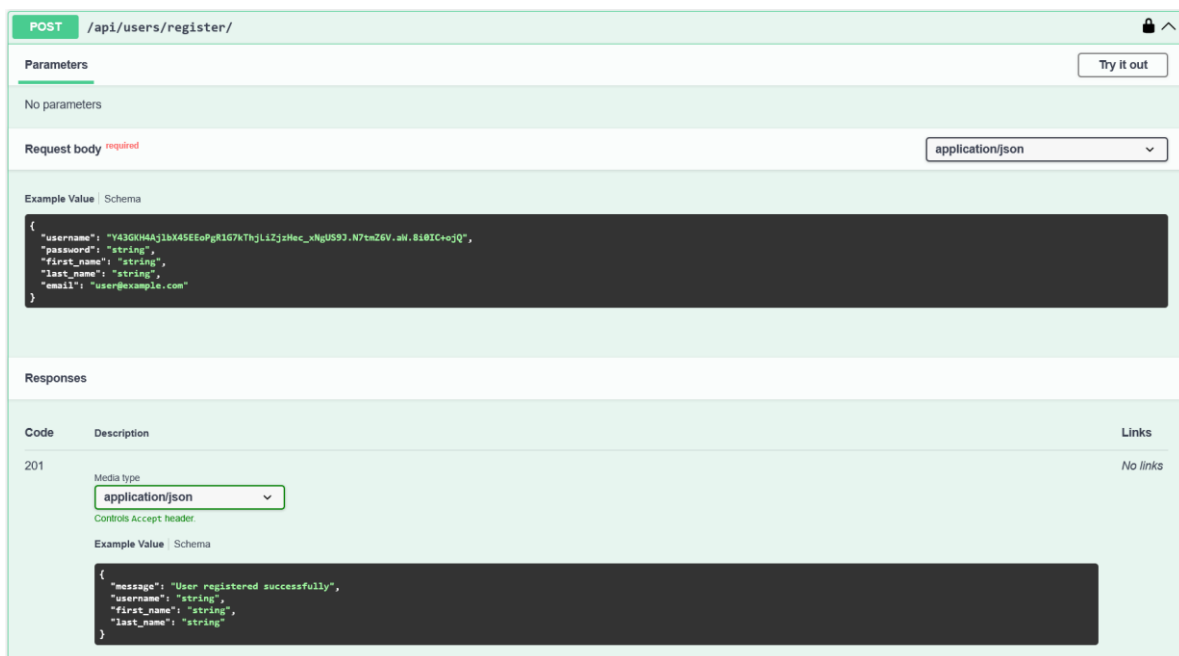 POST /api/users/register/
Parameters Try it out
No parameters
Request body required application/json
Example Value Schema
{
"username": "Y43GKH4AjlbX45EEoPgR1G7kThjLiZjzHec_xNgUS9J.N7tmZ6V.aW.Bi0IC+ojQ",
"password": "string",
"first_name": "string",
"last_name": "string",
"email": "user@example.com"
}
Responses
Code Description Links
201 No links
Media type
application/json
Controls Accept header.
Example Value Schema
{
"message": "User registered successfully",
"username": "string",
"first_name": "string",
"last_name": "string"
}